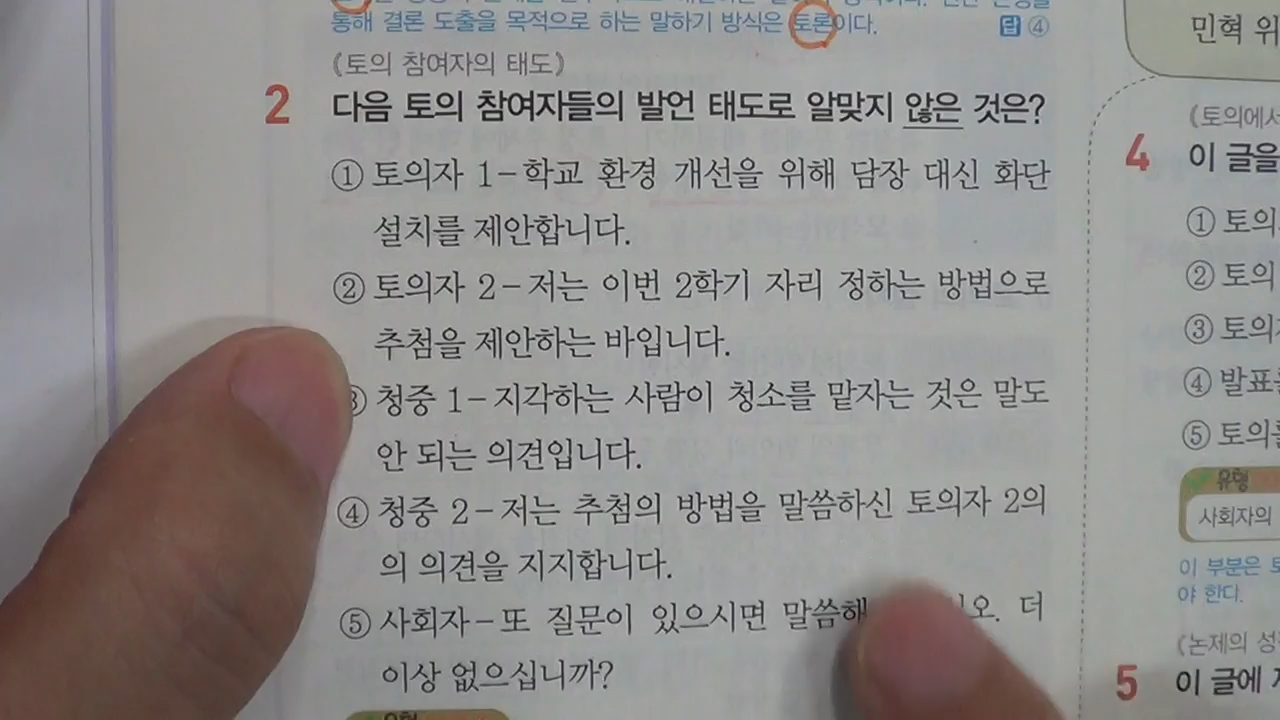 통해 결론 도출을 목적으로 하는 말하기 방식은 토론이다. 답 ④
《토의 참여자의 태도》
2 다음 토의 참여자들의 발언 태도로 알맞지 않은 것은?
① 토의자 1-학교 환경 개선을 위해 담장 대신 화단
설치를 제안합니다.
② 토의자 2-저는 이번 2학기 자리 정하는 방법으로
추첨을 제안하는 바입니다.
③ 청중 1-지각하는 사람이 청소를 맡자는 것은 말도
안 되는 의견입니다.
④ 청중 2-저는 추첨의 방법을 말씀하신 토의자 2의
의 의견을 지지합니다.
⑤ 사회자-또 질문이 있으시면 말씀해 더
이상 없으십니까?
유형
민혁 위
《토의에서
4 이 글을
① 토의
② 토의
③ 토의
④ 발표
⑤ 토의
유형
사회자의
이 부분은
야 한다.
《논제의 성
5 이 글에